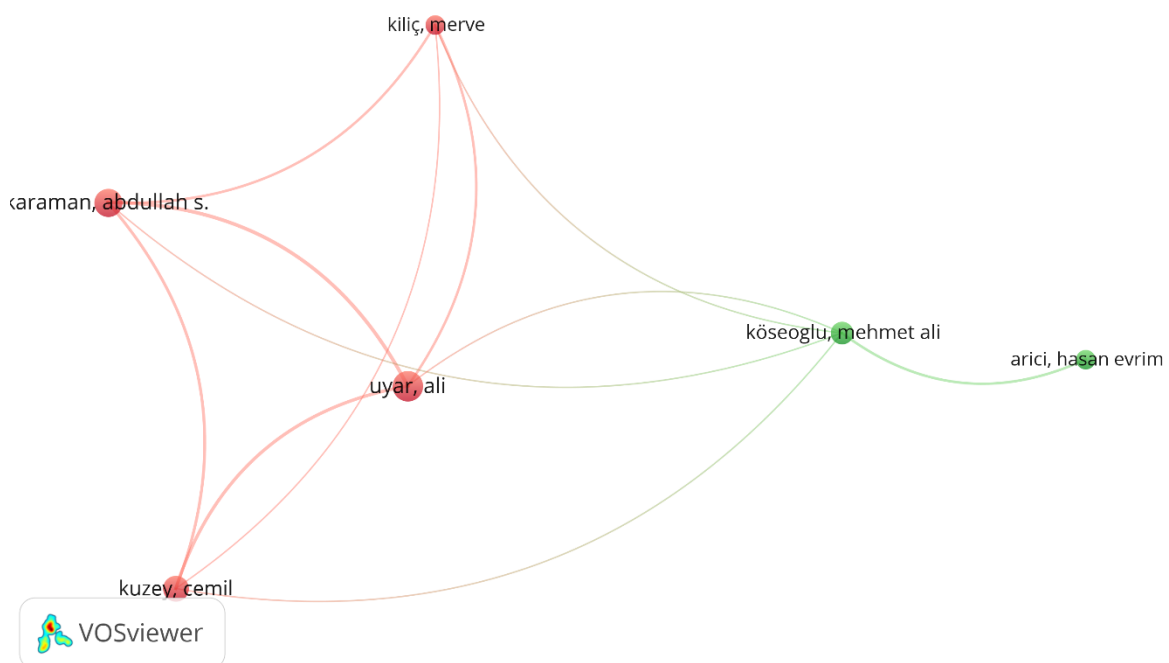 kiliç, merve
karaman, abdullah s.
köseoglu, mehmet ali
arici, hasan evrim
uyar, ali
kuzey, cemil
VOSviewer